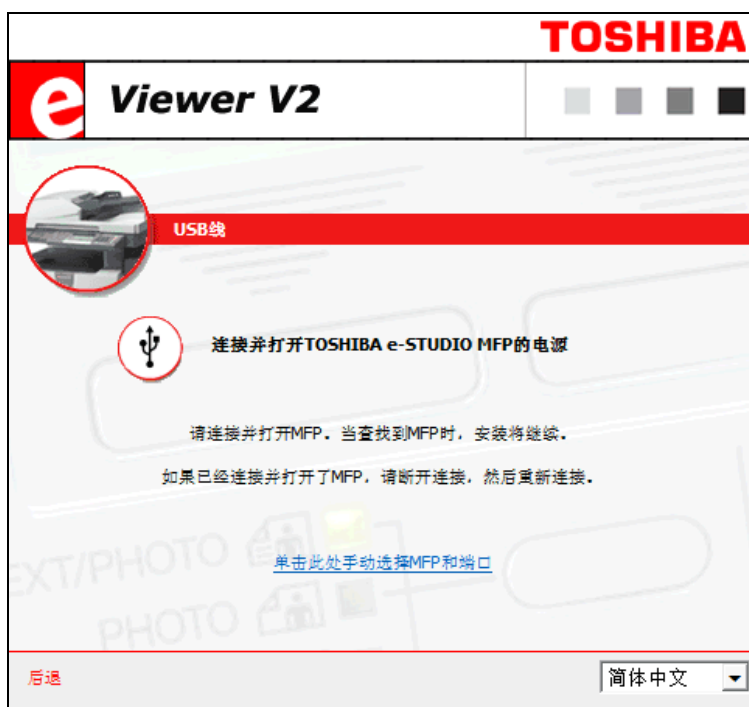 TOSHIBA
e Viewer V2
USB线
连接并打开TOSHIBA e-STUDIO MFP的电源
请连接并打开MFP。当查找到MFP时，安装将继续。
如果已经连接并打开了MFP，请断开连接，然后重新连接。
EXT/PHOTO
单击此处手动选择MFP和端口
PHOTO
后退
简体中文